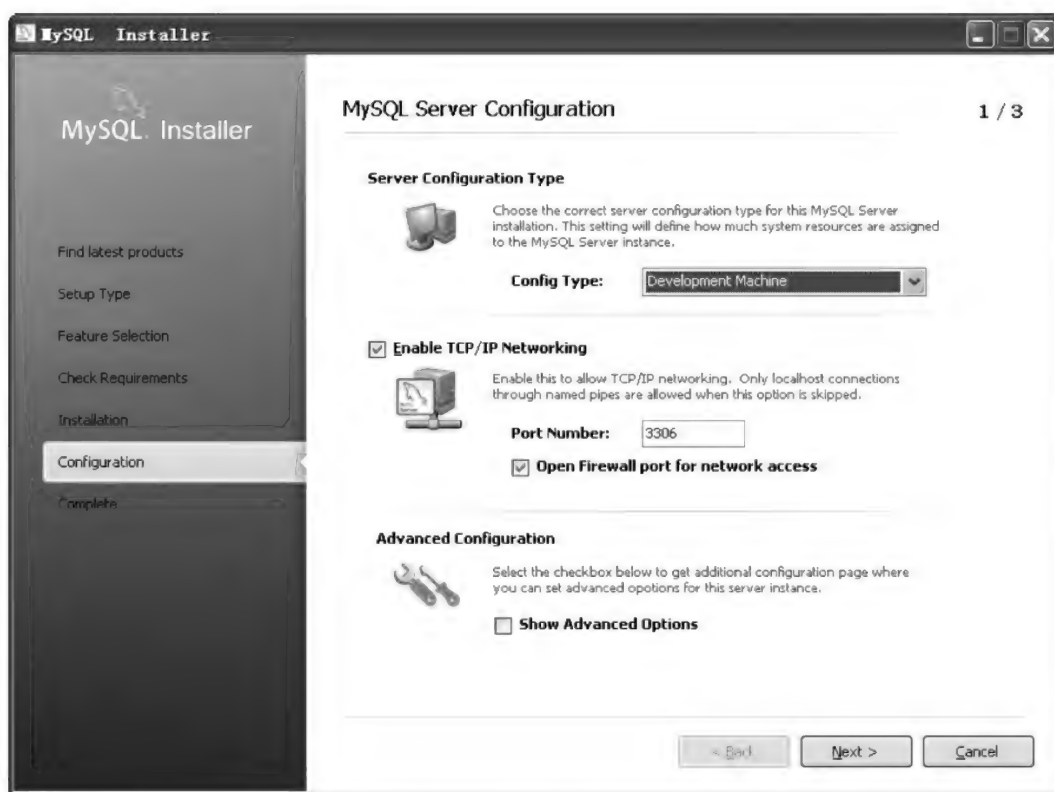 MySQL Installer
MySQL Installer
Find latest products
Setup Type
Feature Selection
Check Requirements
Installation
Configuration
Complete
MySQL Server Configuration
1 / 3
Server Configuration Type
Choose the correct server configuration type for this MySQL Server
installation. This setting will define how much system resources are assigned
to the MySQL Server instance.
Config Type:
Development Machine
Enable TCP/IP Networking
Enable this to allow TCP/IP networking. Only localhost connections
through named pipes are allowed when this option is skipped.
Port Number:
3306
Open Firewall port for network access
Advanced Configuration
Select the checkbox below to get additional configuration page where
you can set advanced opotions for this server instance.
Show Advanced Options
< Back
Next >
Cancel